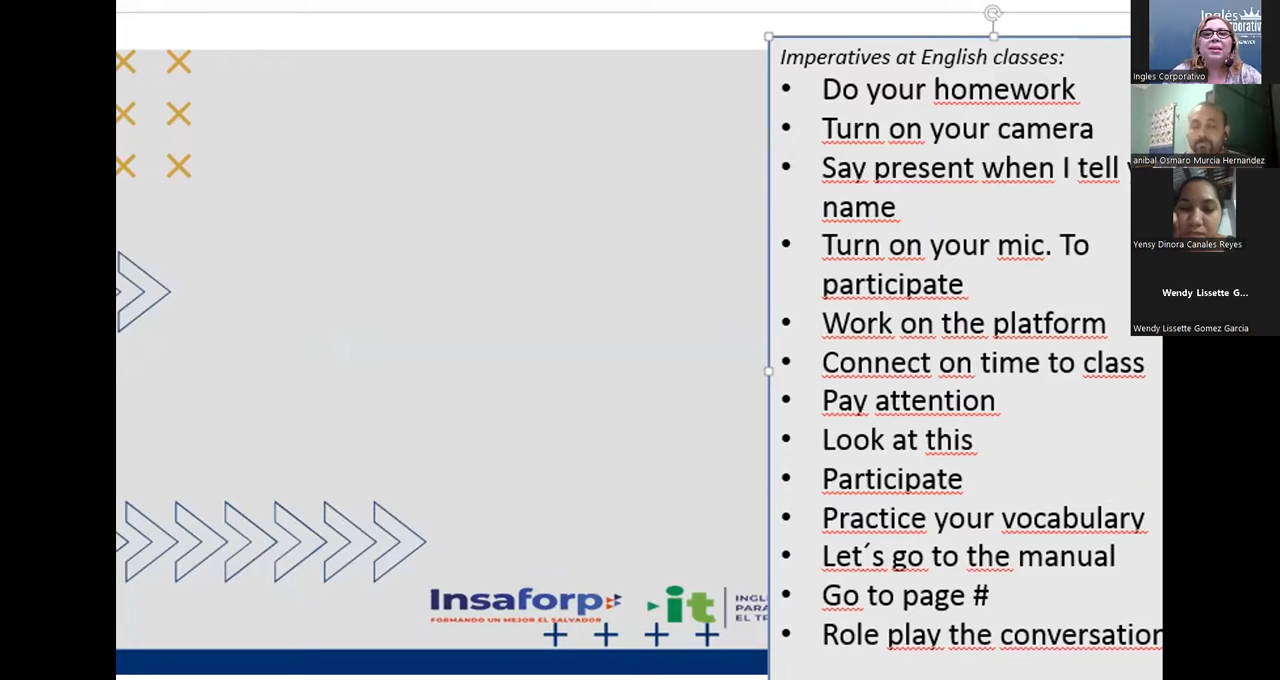 Imperatives at English classes:
• Do your homework
• Turn on your camera
• Say present when I tell
name
• Turn on your mic. To
participate
• Work on the platform
• Connect on time to class
• Pay attention
• Look at this
• Participate
• Practice your vocabulary
• Let´s go to the manual
• Go to page #
• Role play the conversation
Insaforp
FORMANDO UN MEJOR EL SALVADOR
it
Inglés
Ingles Corporativo
anibal Osmaro Murcia Hernandez
Yensy Dinora Canales Reyes
Wendy Lissette G...
Wendy Lissette Gomez Garcia